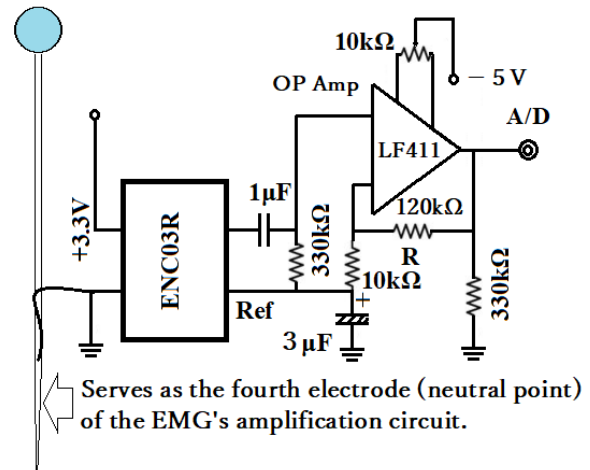 10kΩ
– 5 V
OP Amp
A/D
LF411
1μF
120kΩ
+3.3V
ENC03R
330kΩ
R
10kΩ
330kΩ
Ref
+
3 μF
Serves as the fourth electrode (neutral point)
of the EMG's amplification circuit.